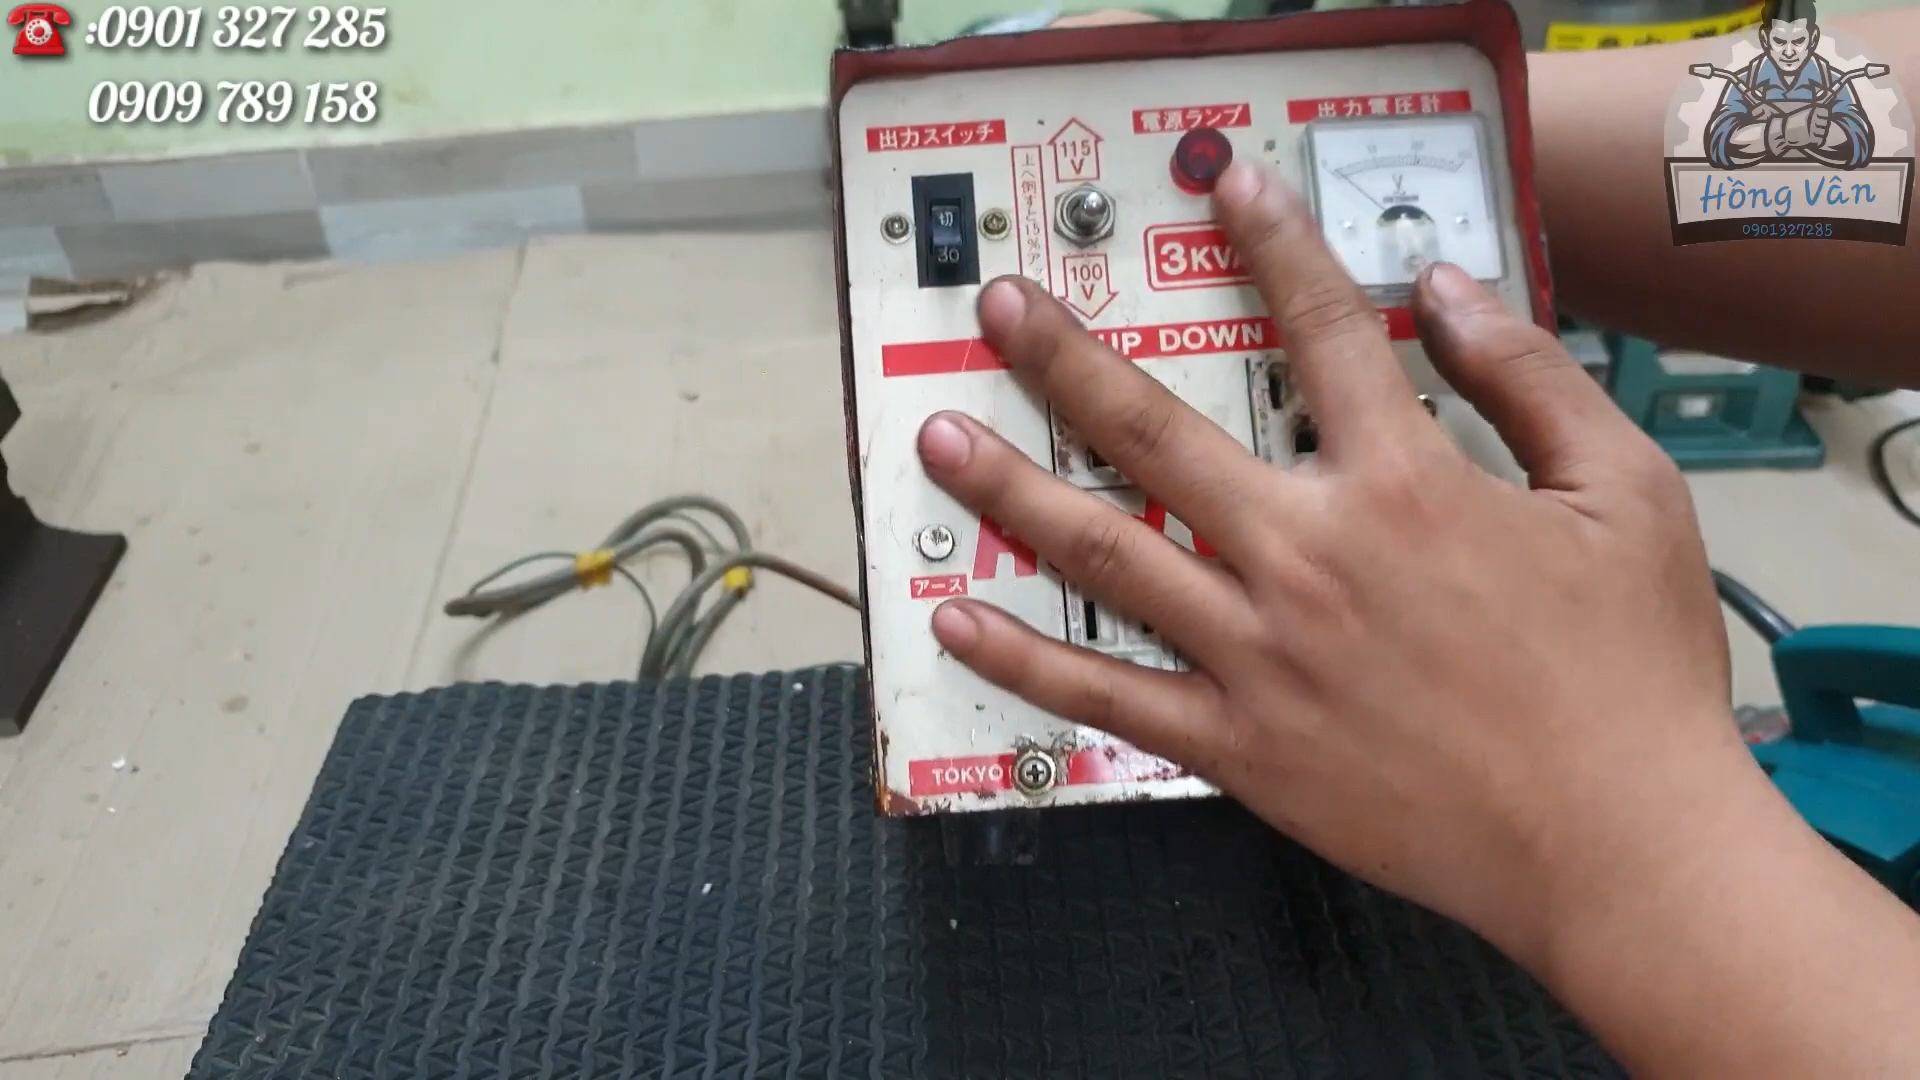 :0901 327 285
0909 789 158
Hồng Vân
0901327285
出力スイッチ
電源ランプ
出力電圧計
115
V
切
30
上へ倒すと15%アップ
V
3KVA
100
V
UP DOWN
アース
TOKYO